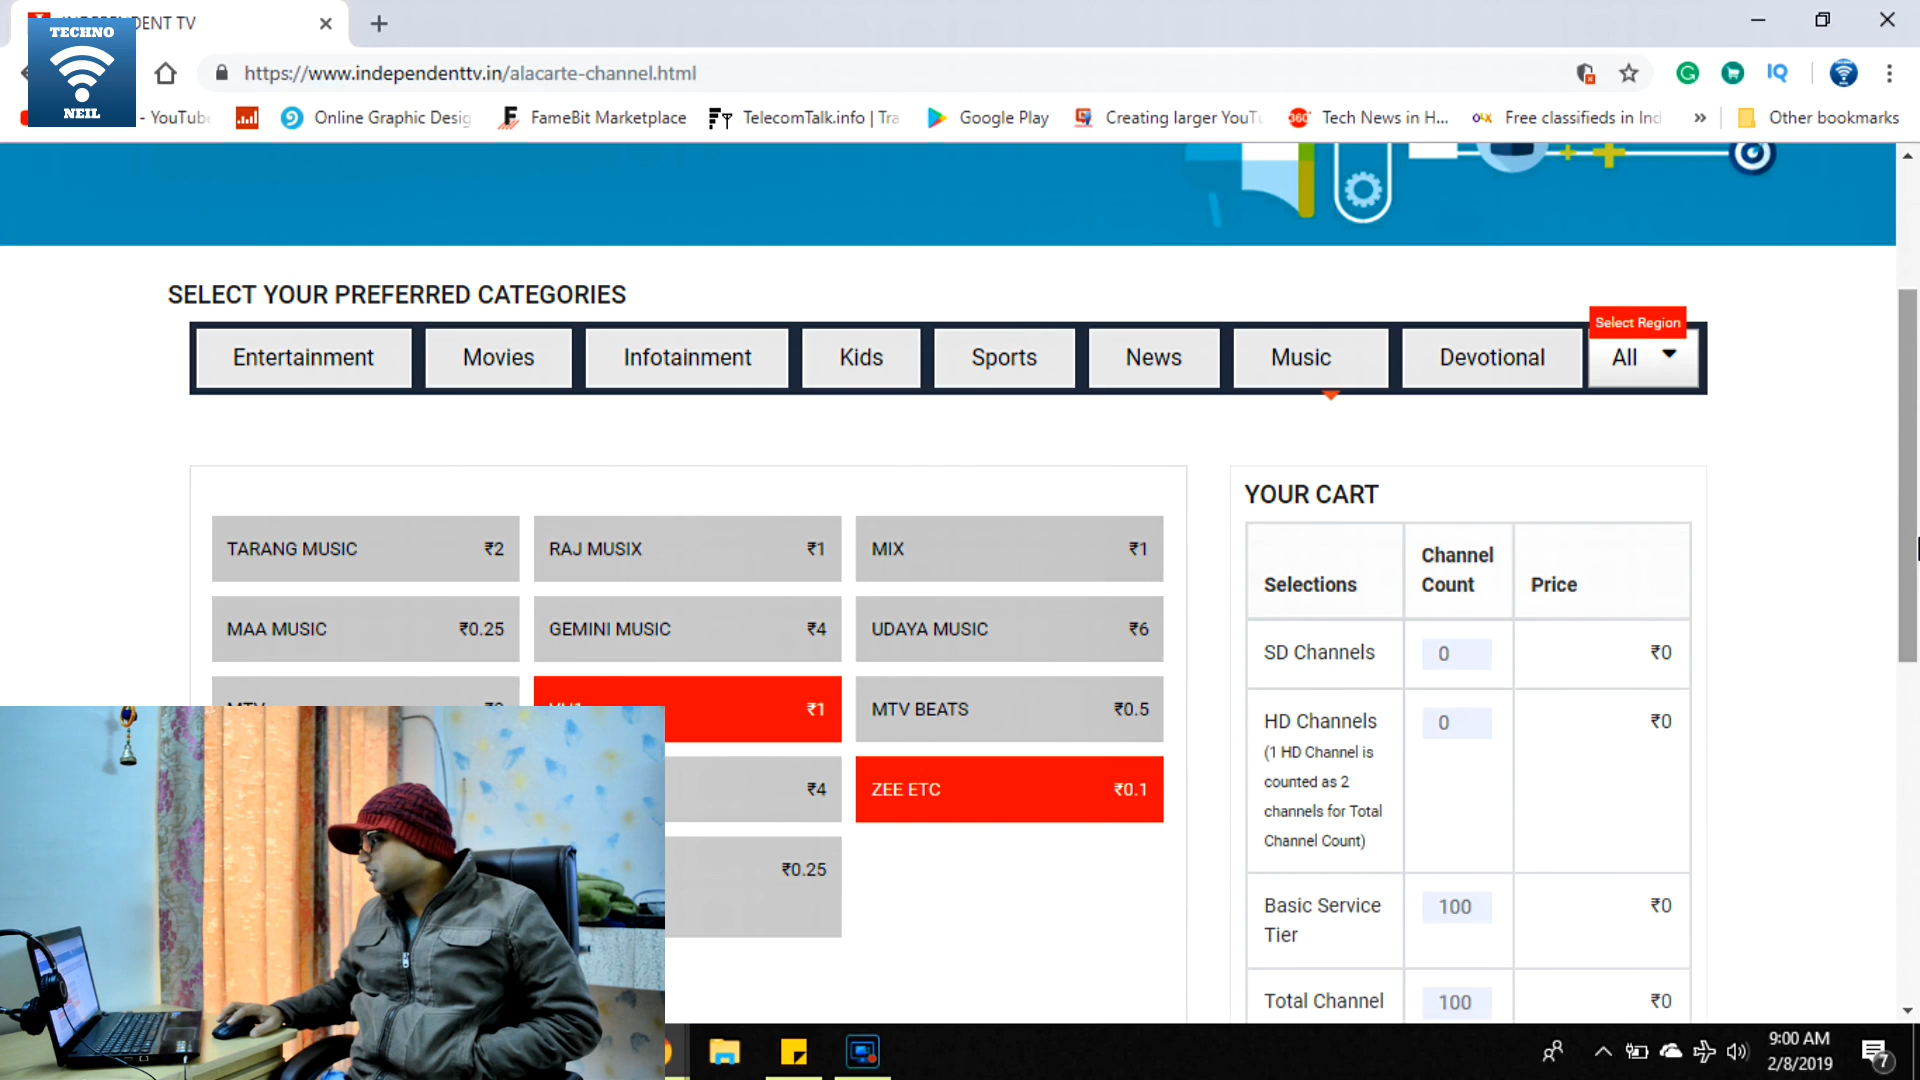 INDEPENDENT TV
TECHNO
NEIL
https://www.independenttv.in/alacarte-channel.html
- YouTube
Online Graphic Desig
FameBit Marketplace
TelecomTalk.info | Tra
Google Play
Creating larger YouTu
Tech News in H...
Free classifieds in Ind
Other bookmarks
SELECT YOUR PREFERRED CATEGORIES
Select Region
Entertainment
Movies
Infotainment
Kids
Sports
News
Music
Devotional
All
TARANG MUSIC ₹2
RAJ MUSIX ₹1
MIX ₹1
MAA MUSIC ₹0.25
GEMINI MUSIC ₹4
UDAYA MUSIC ₹6
₹1
MTV BEATS ₹0.5
₹4
ZEE ETC ₹0.1
₹0.25
YOUR CART
Selections
Channel
Count
Price
SD Channels 0 ₹0
HD Channels 0 ₹0
(1 HD Channel is
counted as 2
channels for Total
Channel Count)
Basic Service 100 ₹0
Tier
Total Channel 100 ₹0
9:00 AM
2/8/2019
7